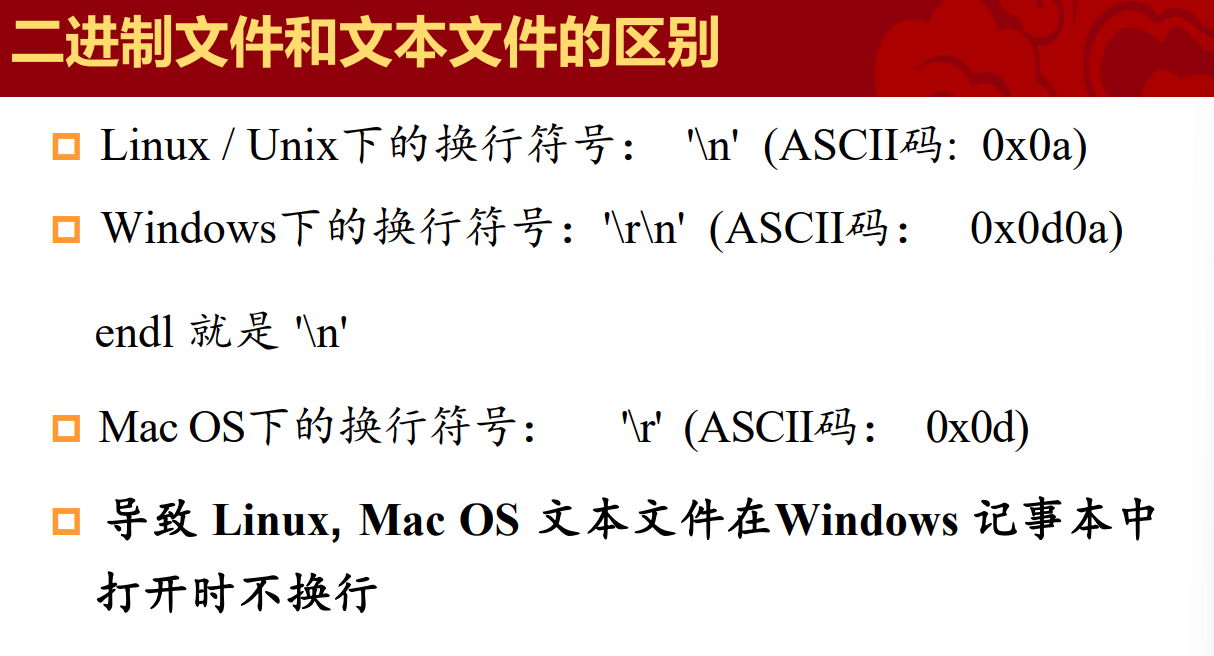 二进制文件和文本文件的区别
Linux / Unix下的换行符号： '\n' (ASCII码: 0x0a)
Windows下的换行符号：'\r\n' (ASCII码： 0x0d0a)
endl 就是 '\n'
Mac OS下的换行符号： '\r' (ASCII码： 0x0d)
导致 Linux, Mac OS 文本文件在Windows 记事本中
打开时不换行